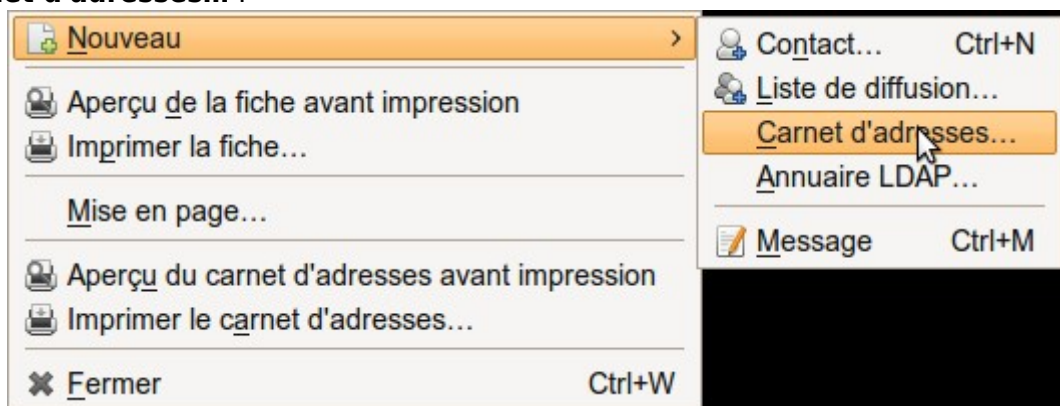 Nouveau
Aperçu de la fiche avant impression
Imprimer la fiche…
Mise en page…
Aperçu du carnet d'adresses avant impression
Imprimer le carnet d'adresses…
Fermer Ctrl+W
Contact… Ctrl+N
Liste de diffusion…
Carnet d'adresses…
Annuaire LDAP…
Message Ctrl+M